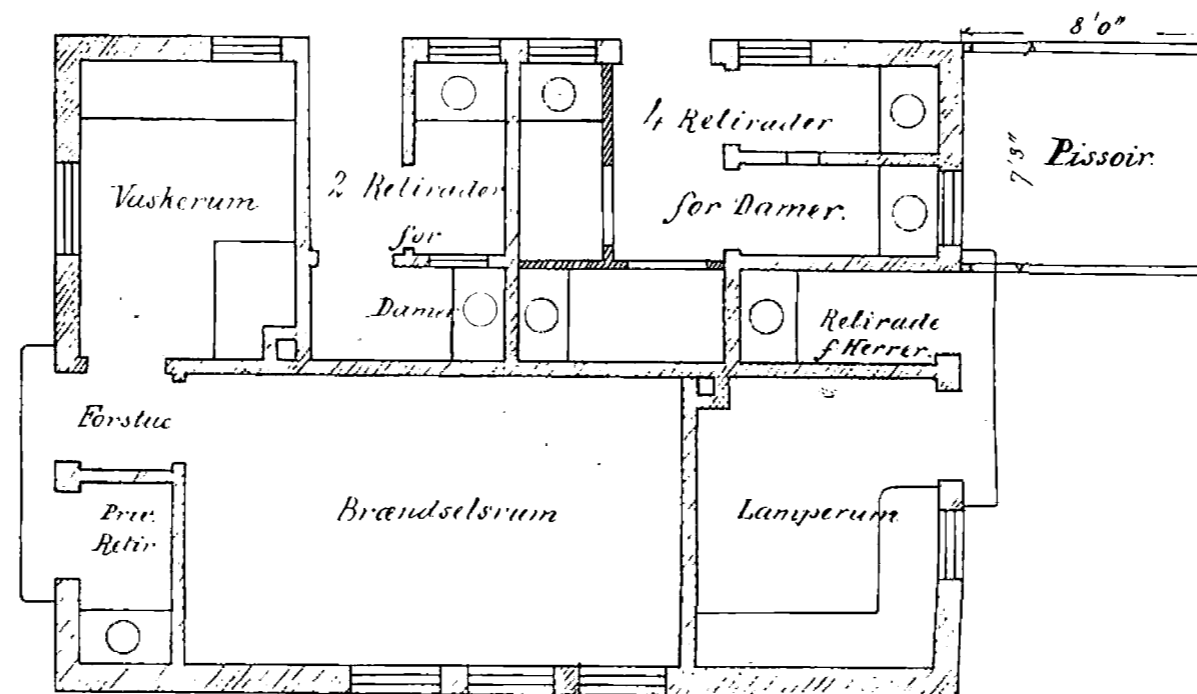 8'0"
4 Retirader
for Damer.
7'3"
Pissoir.
Vaskerum
2 Retirader
for
Damer
Retirade
f Herrer.
Forstue
Priv.
Retir
Brændselsrum
Lamperum